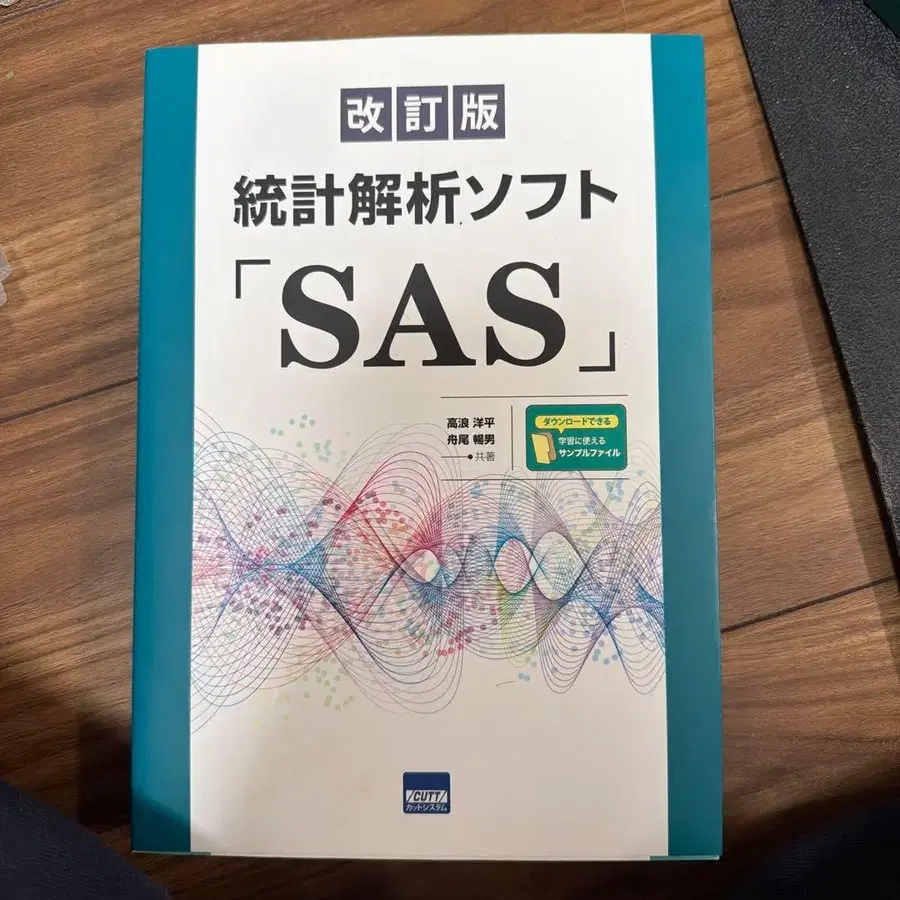 改訂版
統計解析ソフト
「SAS」
高浪 洋平
舟尾 暢男
共著
ダウンロードできる
学習に使える
サンプルファイル
CUTT
カットシステム